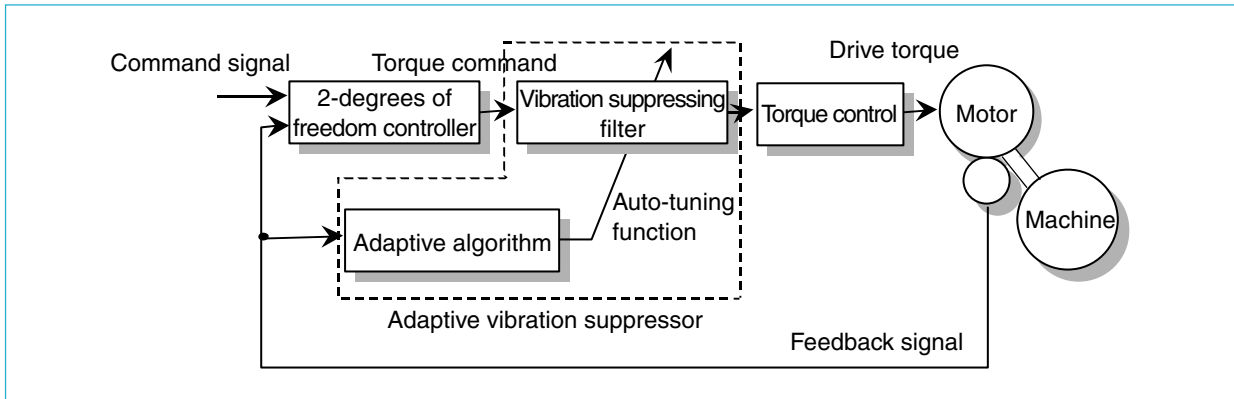 Drive torque
Command signal
Torque command
2-degrees of
freedom controller
Vibration suppressing
filter
Torque control
Motor
Auto-tuning
function
Machine
Adaptive algorithm
Adaptive vibration suppressor
Feedback signal